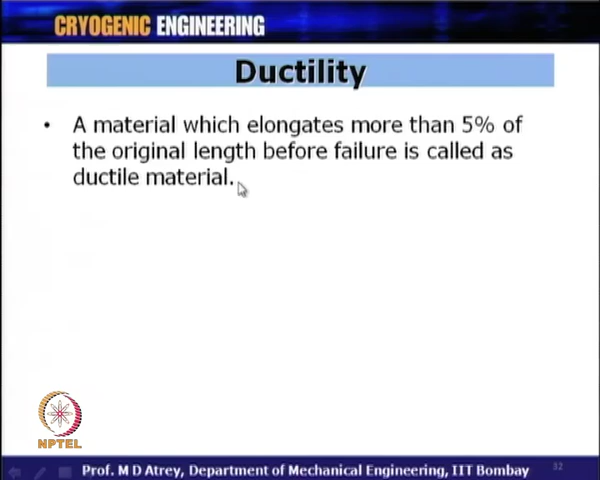 CRYOGENIC ENGINEERING
Ductility
• A material which elongates more than 5% of
the original length before failure is called as
ductile material.
NPTEL
Prof. M D Atrey, Department of Mechanical Engineering, IIT Bombay
32